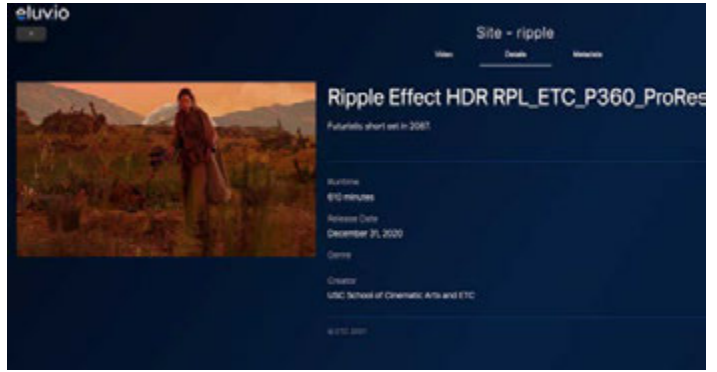 eluvio
Site - ripple
Video Details Metadata
Ripple Effect HDR RPL_ETC_P360_ProRes
Futuristic short set in 2087.
Runtime
610 minutes
Release Date
December 31, 2020
Genre
Creator
USC School of Cinematic Arts and ETC